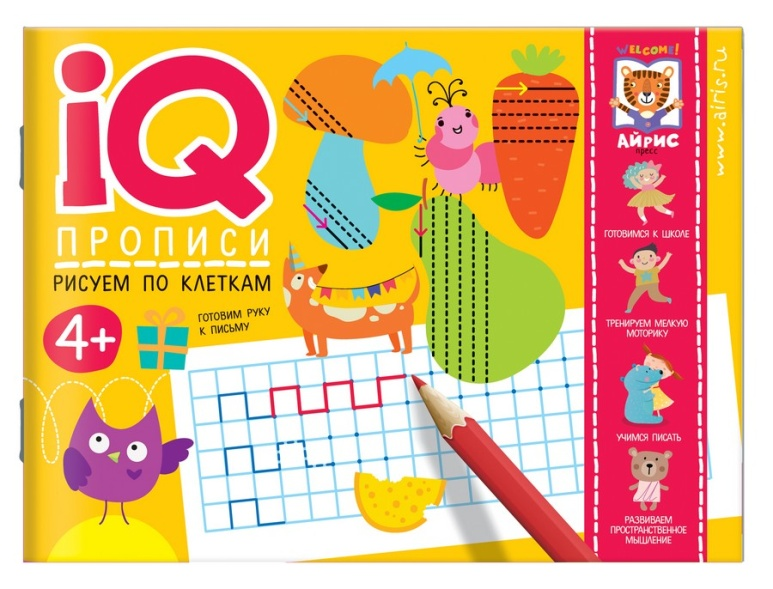 iQ
ПРОПИСИ
РИСУЕМ ПО КЛЕТКАМ
4+
ГОТОВИМ РУКУ
К ПИСЬМУ
WELCOME!
АЙРИС
пресс
www.airis.ru
ГОТОВИМСЯ К ШКОЛЕ
ТРЕНИРУЕМ МЕЛКУЮ
МОТОРИКУ
УЧИМСЯ ПИСАТЬ
РАЗВИВАЕМ
ПРОСТРАНСТВЕННОЕ
МЫШЛЕНИЕ